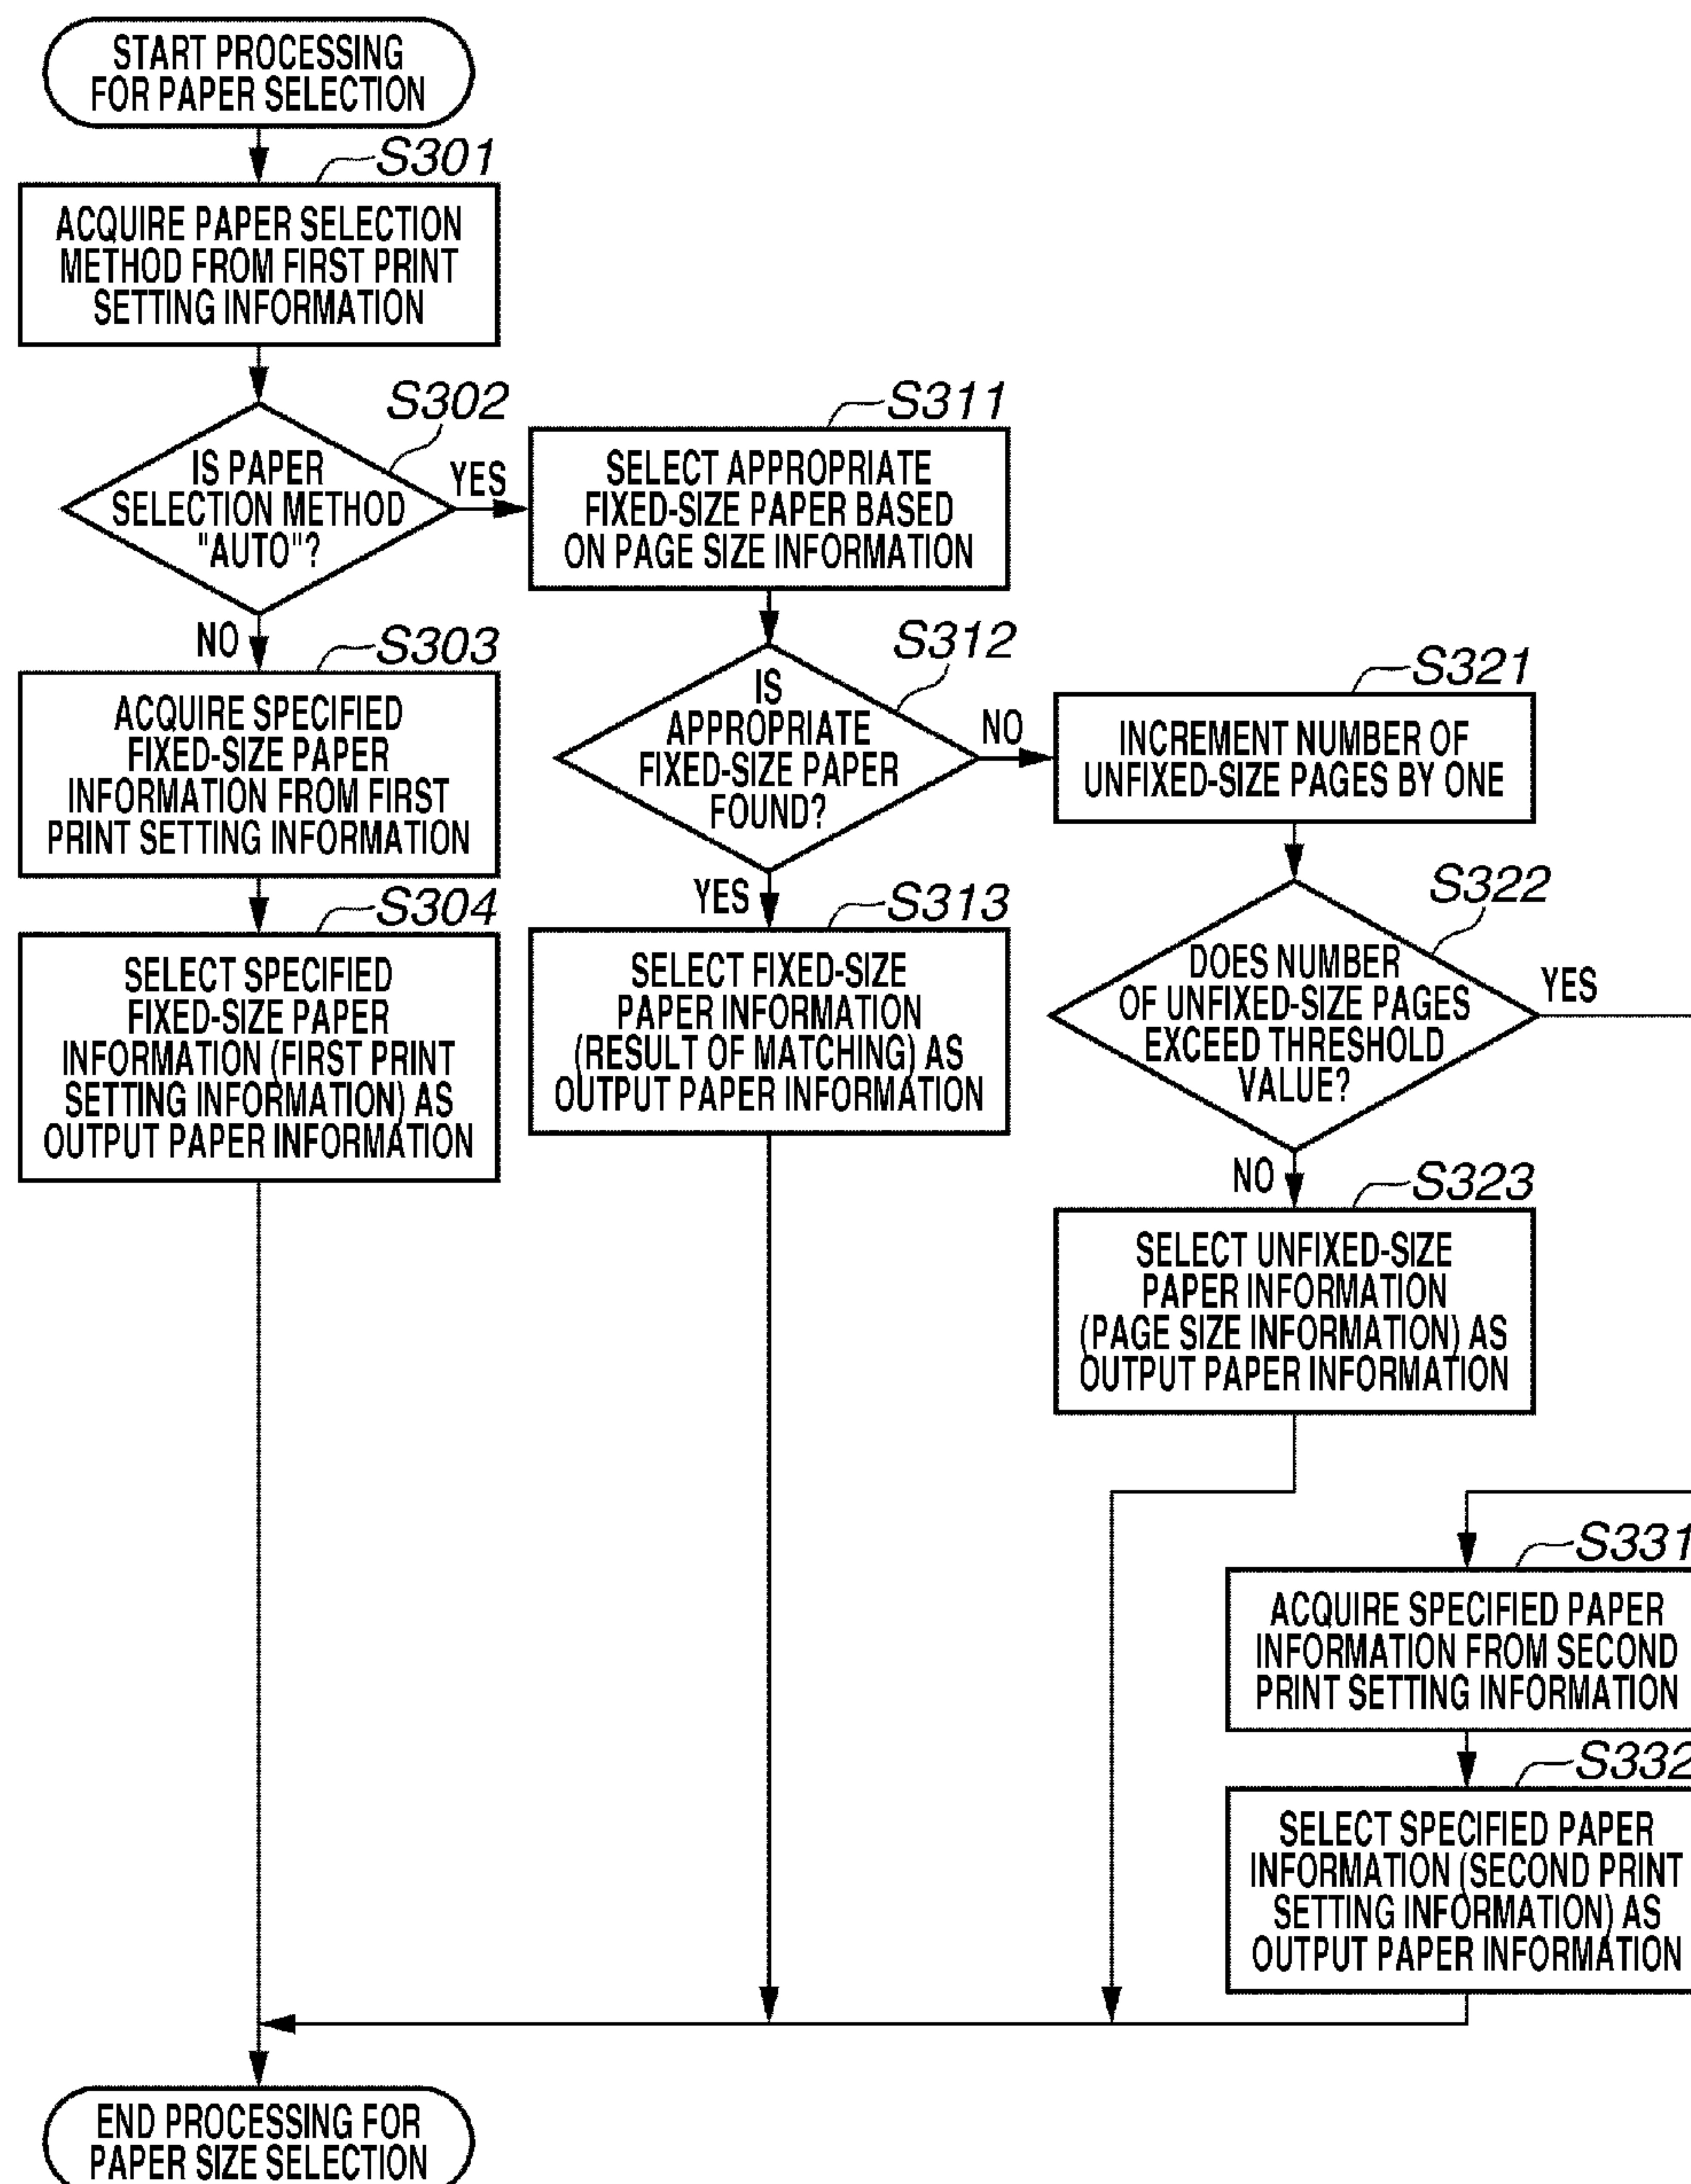 START PROCESSING
FOR PAPER SELECTION
S301
ACQUIRE PAPER SELECTION
METHOD FROM FIRST PRINT
SETTING INFORMATION
S302
IS PAPER
SELECTION METHOD
"AUTO"?
YES
NO
S303
ACQUIRE SPECIFIED
FIXED-SIZE PAPER
INFORMATION FROM FIRST
PRINT SETTING INFORMATION
S304
SELECT SPECIFIED
FIXED-SIZE PAPER
INFORMATION (FIRST PRINT
SETTING INFORMATION) AS
OUTPUT PAPER INFORMATION
S311
SELECT APPROPRIATE
FIXED-SIZE PAPER BASED
ON PAGE SIZE INFORMATION
S312
IS
APPROPRIATE
FIXED-SIZE PAPER
FOUND?
NO
YES
S313
SELECT FIXED-SIZE
PAPER INFORMATION
(RESULT OF MATCHING) AS
OUTPUT PAPER INFORMATION
S321
INCREMENT NUMBER OF
UNFIXED-SIZE PAGES BY ONE
S322
DOES NUMBER
OF UNFIXED-SIZE PAGES
EXCEED THRESHOLD
VALUE?
YES
NO
S323
SELECT UNFIXED-SIZE
PAPER INFORMATION
(PAGE SIZE INFORMATION) AS
OUTPUT PAPER INFORMATION
S331
ACQUIRE SPECIFIED PAPER
INFORMATION FROM SECOND
PRINT SETTING INFORMATION
S332
SELECT SPECIFIED PAPER
INFORMATION (SECOND PRINT
SETTING INFORMATION) AS
OUTPUT PAPER INFORMATION
END PROCESSING FOR
PAPER SIZE SELECTION